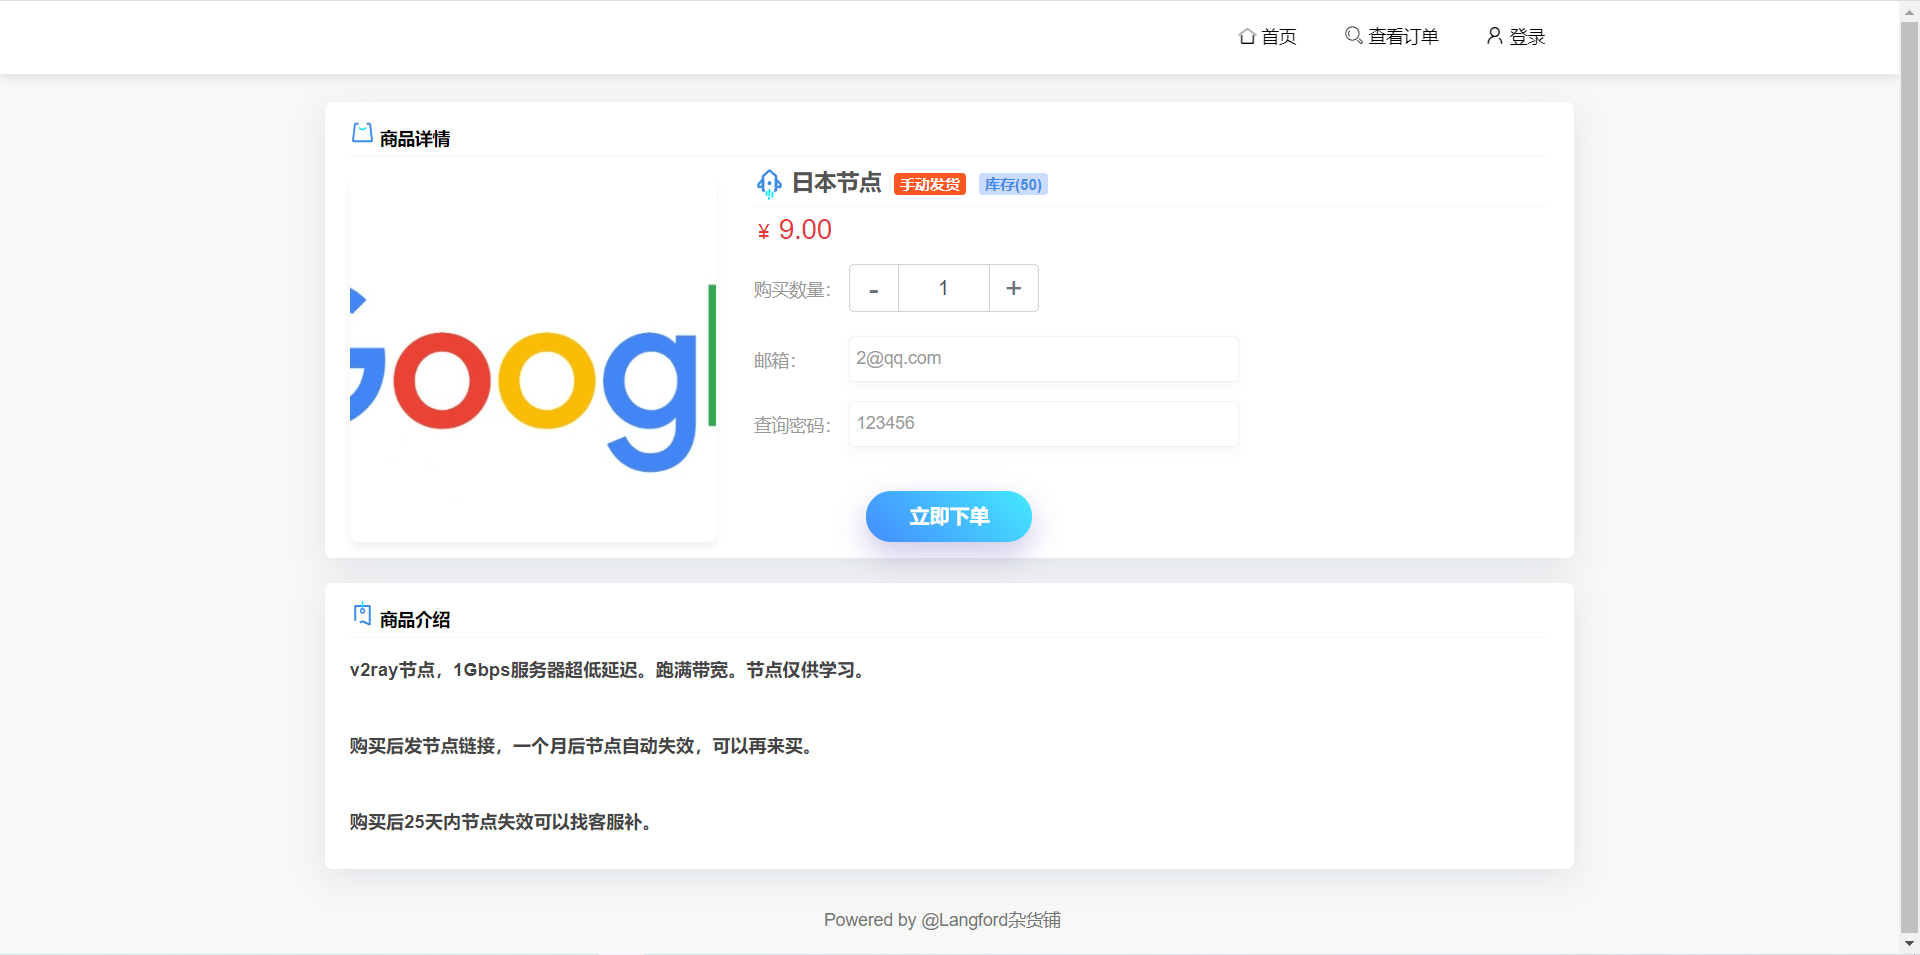 首页
查看订单
登录
商品详情
Goog
日本节点 手动发货 库存(50)
¥ 9.00
购买数量： - 1 +
邮箱： 2@qq.com
查询密码： 123456
立即下单
商品介绍
v2ray节点，1Gbps服务器超低延迟。跑满带宽。节点仅供学习。
购买后发节点链接，一个月后节点自动失效，可以再来买。
购买后25天内节点失效可以找客服补。
Powered by @Langford杂货铺